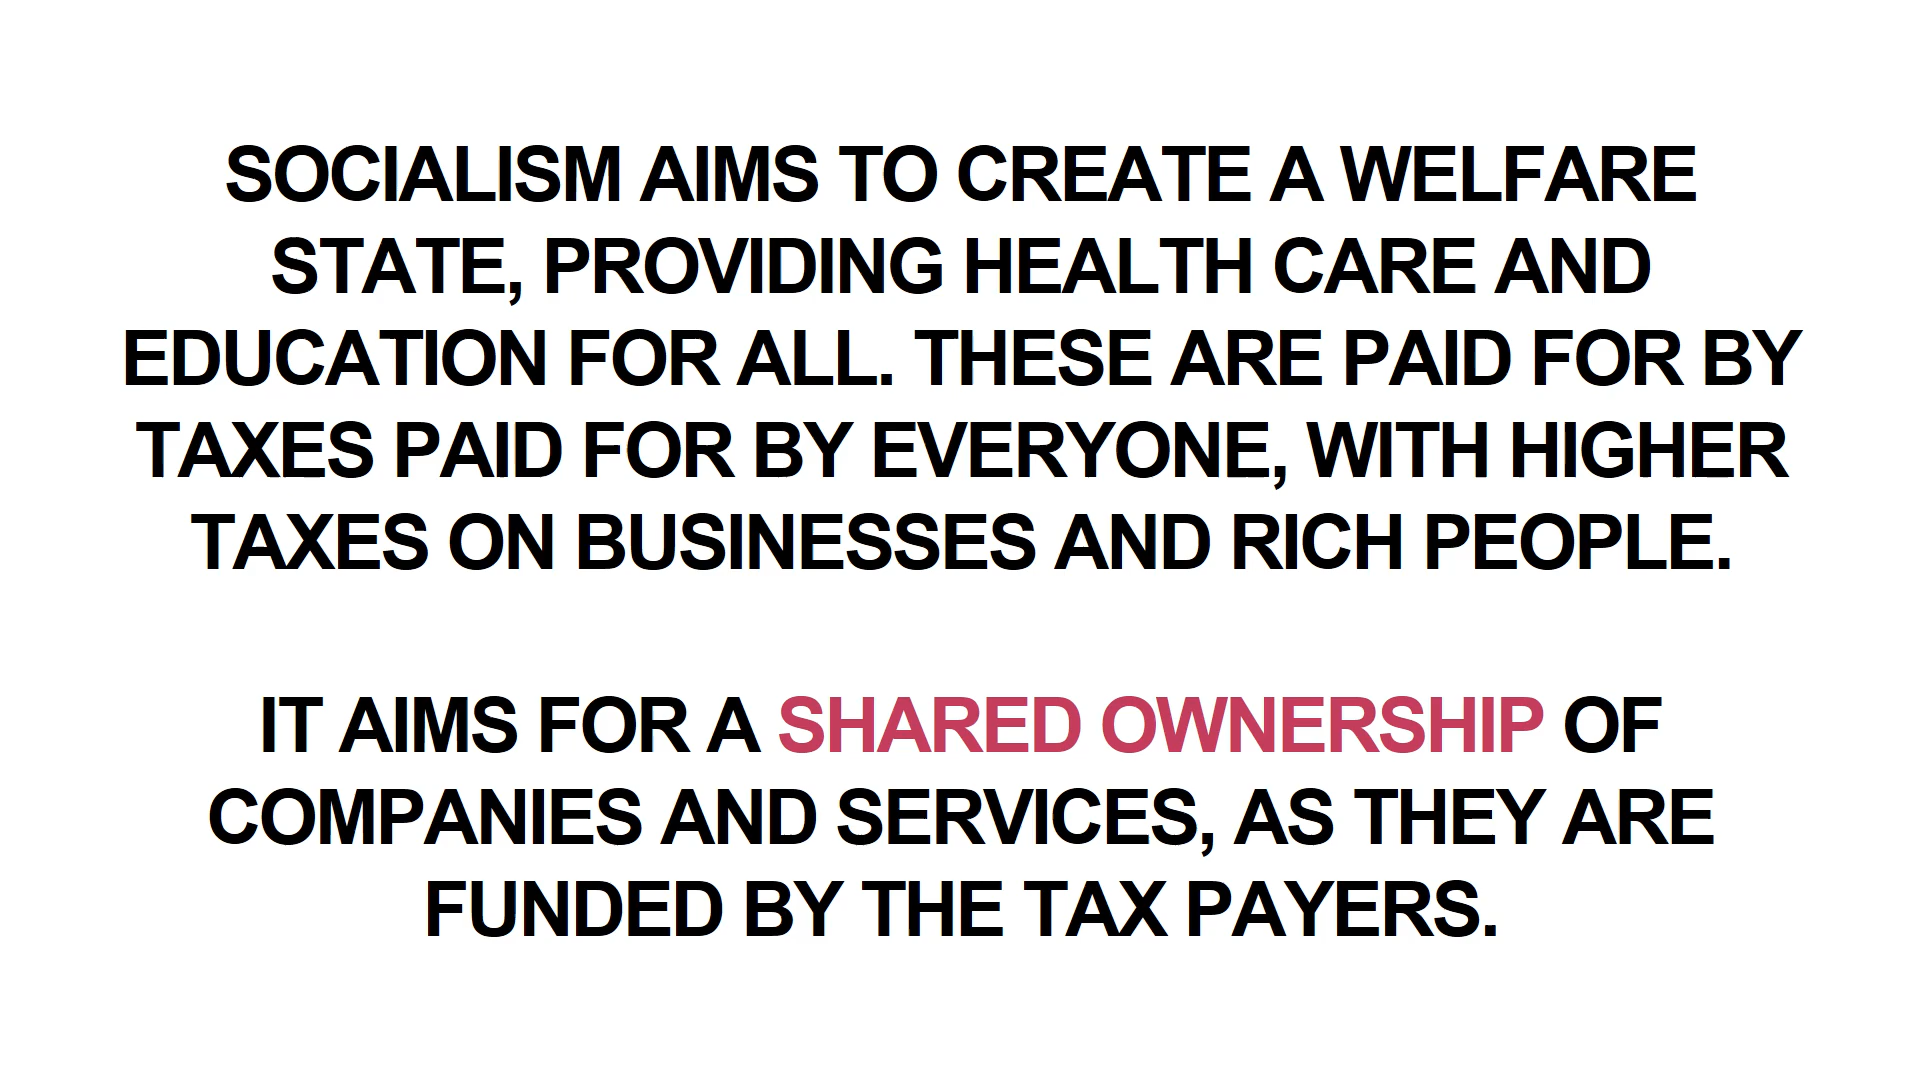 SOCIALISM AIMS TO CREATE A WELFARE
STATE, PROVIDING HEALTH CARE AND
EDUCATION FOR ALL. THESE ARE PAID FOR BY
TAXES PAID FOR BY EVERYONE, WITH HIGHER
TAXES ON BUSINESSES AND RICH PEOPLE.
IT AIMS FOR A SHARED OWNERSHIP OF
COMPANIES AND SERVICES, AS THEY ARE
FUNDED BY THE TAX PAYERS.